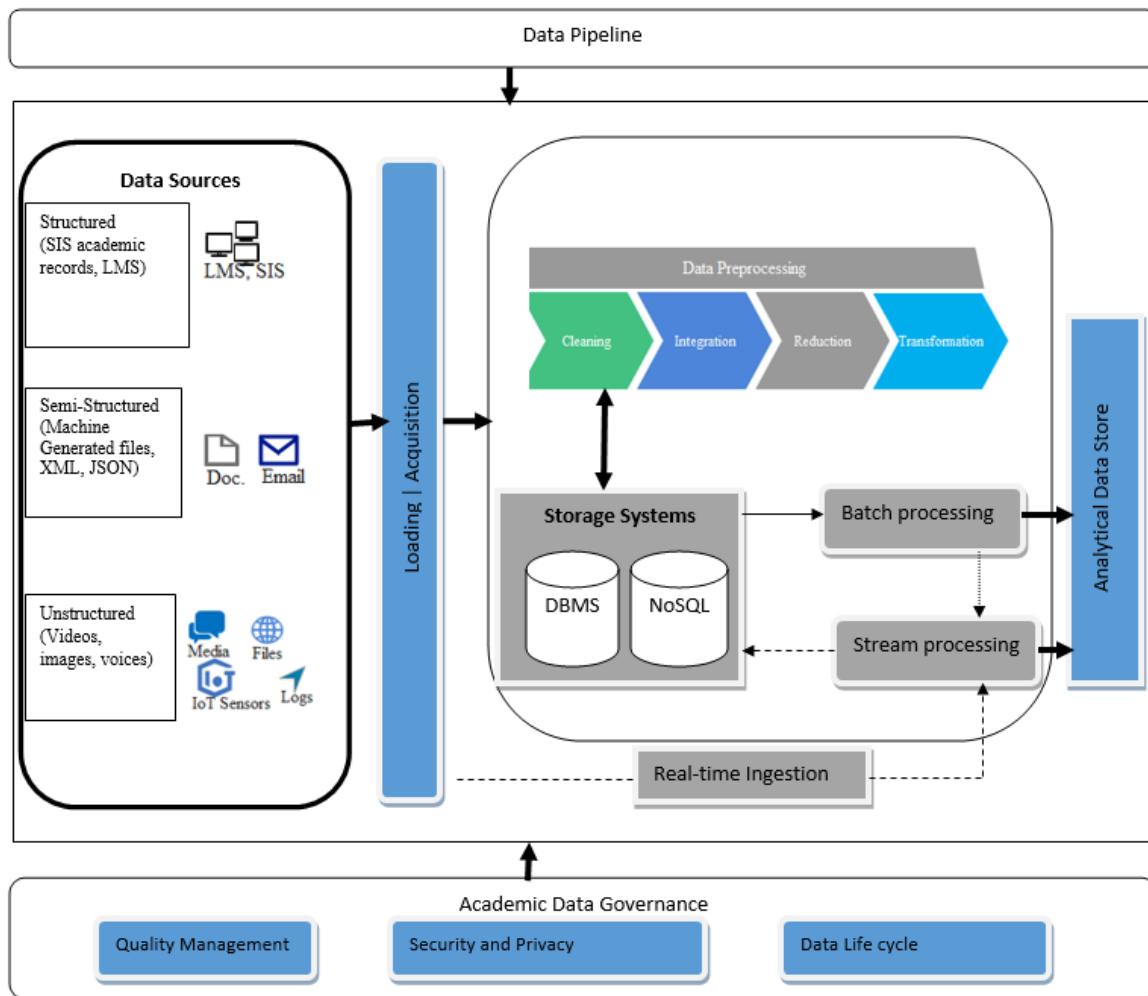 Data Pipeline
Data Sources
Structured
(SIS academic
records, LMS)
LMS, SIS
Semi-Structured
(Machine
Generated files,
XML, JSON)
Doc.
Email
Unstructured
(Videos,
images, voices)
Media
Files
IoT
IoT Sensors
Logs
Loading | Acquisition
Data Preprocessing
Cleaning
Integration
Reduction
Transformation
Storage Systems
DBMS
NoSQL
Batch processing
Stream processing
Real-time Ingestion
Analytical Data Store
Academic Data Governance
Quality Management
Security and Privacy
Data Life cycle